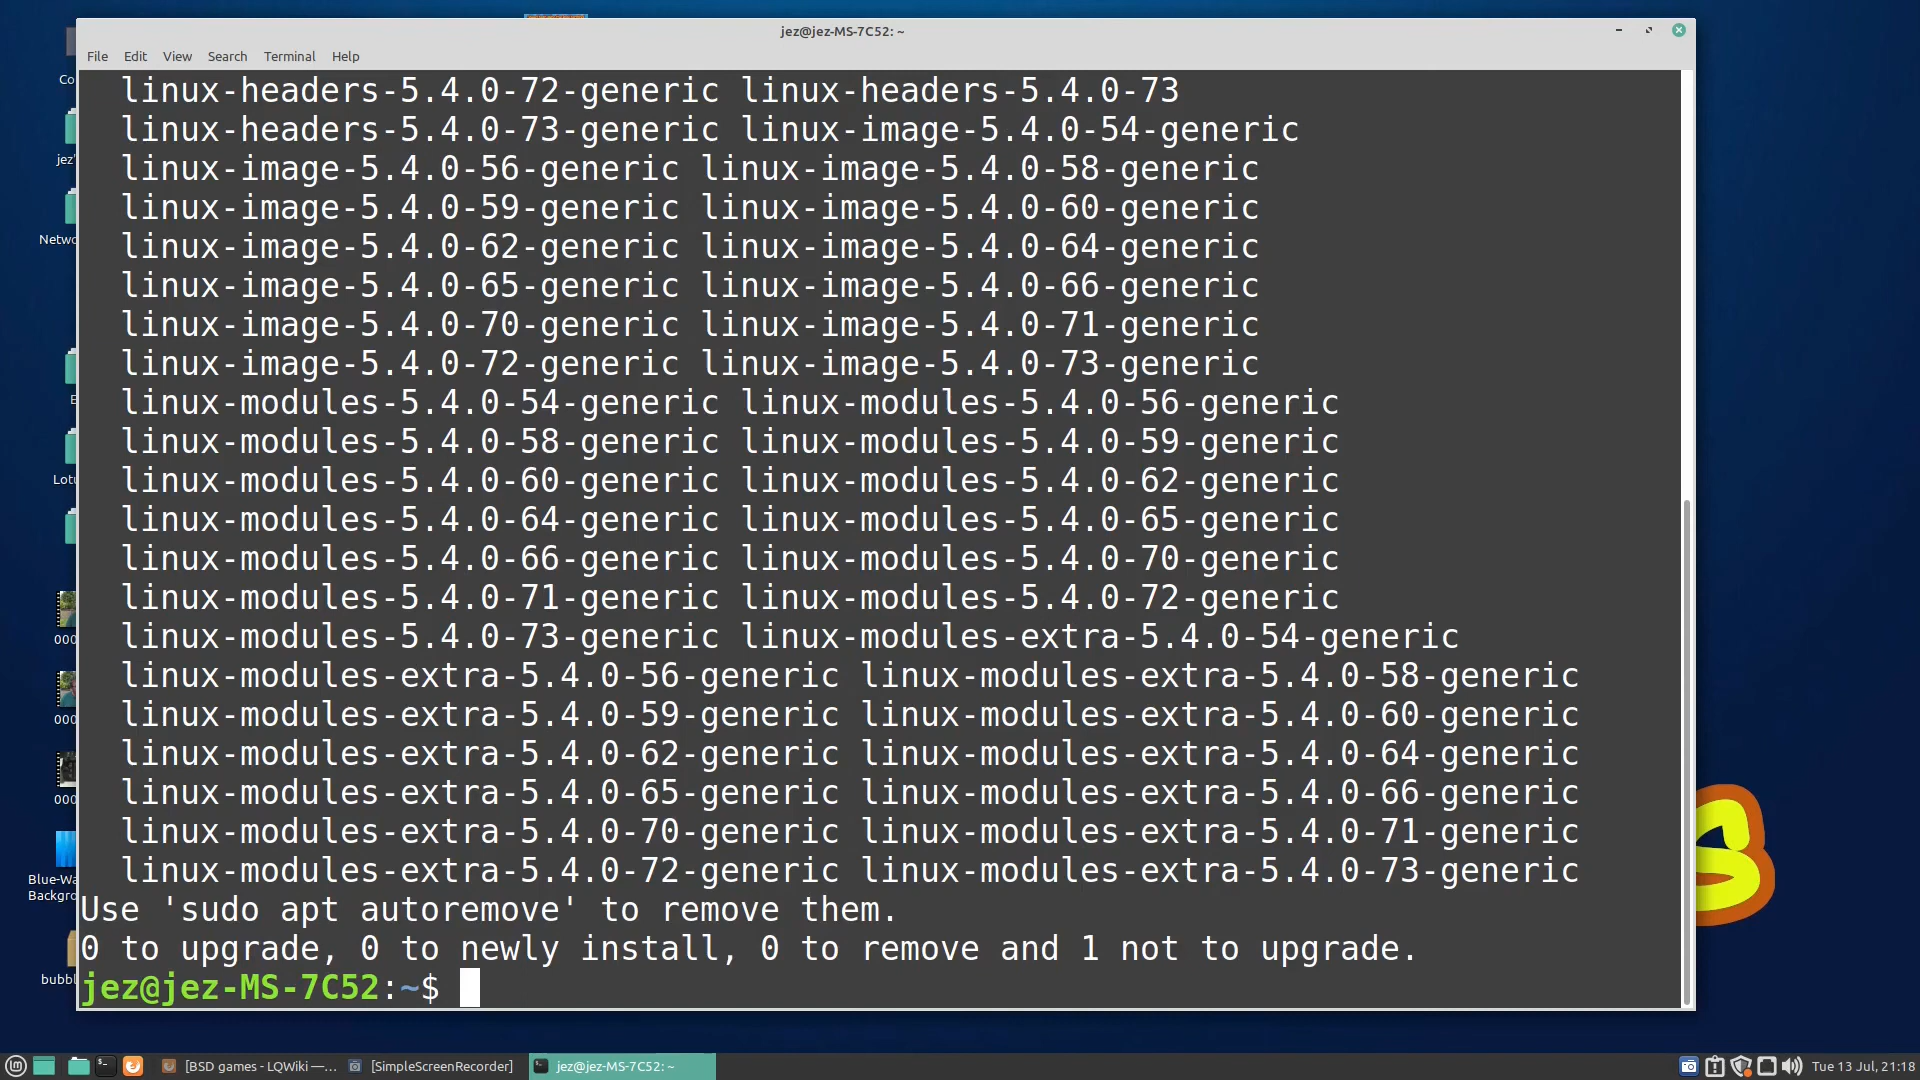 jez@jez-MS-7C52: ~
File Edit View Search Terminal Help
linux-headers-5.4.0-72-generic linux-headers-5.4.0-73
linux-headers-5.4.0-73-generic linux-image-5.4.0-54-generic
linux-image-5.4.0-56-generic linux-image-5.4.0-58-generic
linux-image-5.4.0-59-generic linux-image-5.4.0-60-generic
linux-image-5.4.0-62-generic linux-image-5.4.0-64-generic
linux-image-5.4.0-65-generic linux-image-5.4.0-66-generic
linux-image-5.4.0-70-generic linux-image-5.4.0-71-generic
linux-image-5.4.0-72-generic linux-image-5.4.0-73-generic
linux-modules-5.4.0-54-generic linux-modules-5.4.0-56-generic
linux-modules-5.4.0-58-generic linux-modules-5.4.0-59-generic
linux-modules-5.4.0-60-generic linux-modules-5.4.0-62-generic
linux-modules-5.4.0-64-generic linux-modules-5.4.0-65-generic
linux-modules-5.4.0-66-generic linux-modules-5.4.0-70-generic
linux-modules-5.4.0-71-generic linux-modules-5.4.0-72-generic
linux-modules-5.4.0-73-generic linux-modules-extra-5.4.0-54-generic
linux-modules-extra-5.4.0-56-generic linux-modules-extra-5.4.0-58-generic
linux-modules-extra-5.4.0-59-generic linux-modules-extra-5.4.0-60-generic
linux-modules-extra-5.4.0-62-generic linux-modules-extra-5.4.0-64-generic
linux-modules-extra-5.4.0-65-generic linux-modules-extra-5.4.0-66-generic
linux-modules-extra-5.4.0-70-generic linux-modules-extra-5.4.0-71-generic
linux-modules-extra-5.4.0-72-generic linux-modules-extra-5.4.0-73-generic
Use 'sudo apt autoremove' to remove them.
0 to upgrade, 0 to newly install, 0 to remove and 1 not to upgrade.
jez@jez-MS-7C52:~$
Co
jez'
Netwo
E
Lotu
000
000
000
Blue-Wa
Backgro
bubbl
S
[BSD games - LQWiki —... [SimpleScreenRecorder] jez@jez-MS-7C52: ~ Tue 13 Jul, 21:18